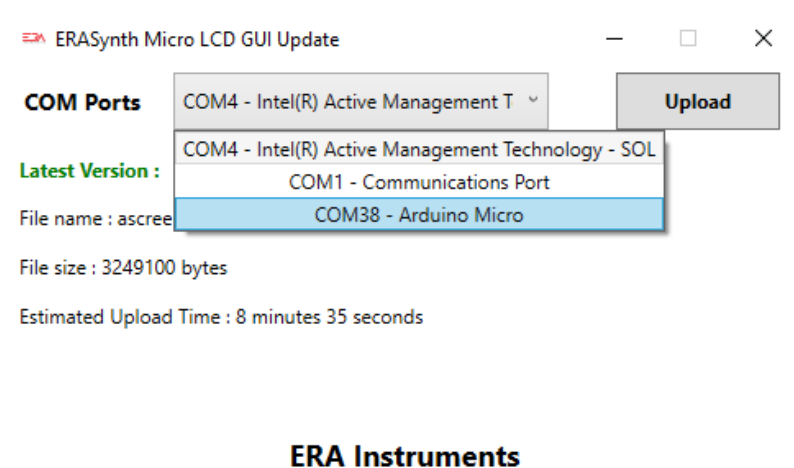 ERASynth Micro LCD GUI Update
COM Ports
COM4 - Intel(R) Active Management T
Upload
COM4 - Intel(R) Active Management Technology - SOL
COM1 - Communications Port
COM38 - Arduino Micro
Latest Version :
File name : ascree
File size : 3249100 bytes
Estimated Upload Time : 8 minutes 35 seconds
ERA Instruments